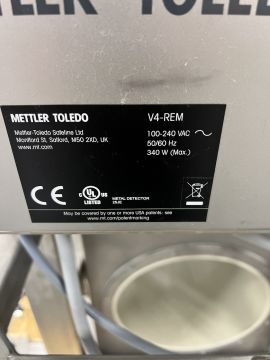 METTLER TOLEDO
METTLER TOLEDO V4-REM
Mettler-Toledo Safeline Ltd
Montford St, Salford, M50 2XD, UK
www.mt.com
100-240 VAC
50/60 Hz
340 W (Max.)
CE
C UL US LISTED
METAL DETECTOR
May be covered by one or more USA patents: see
www.mt.com/patentmarking